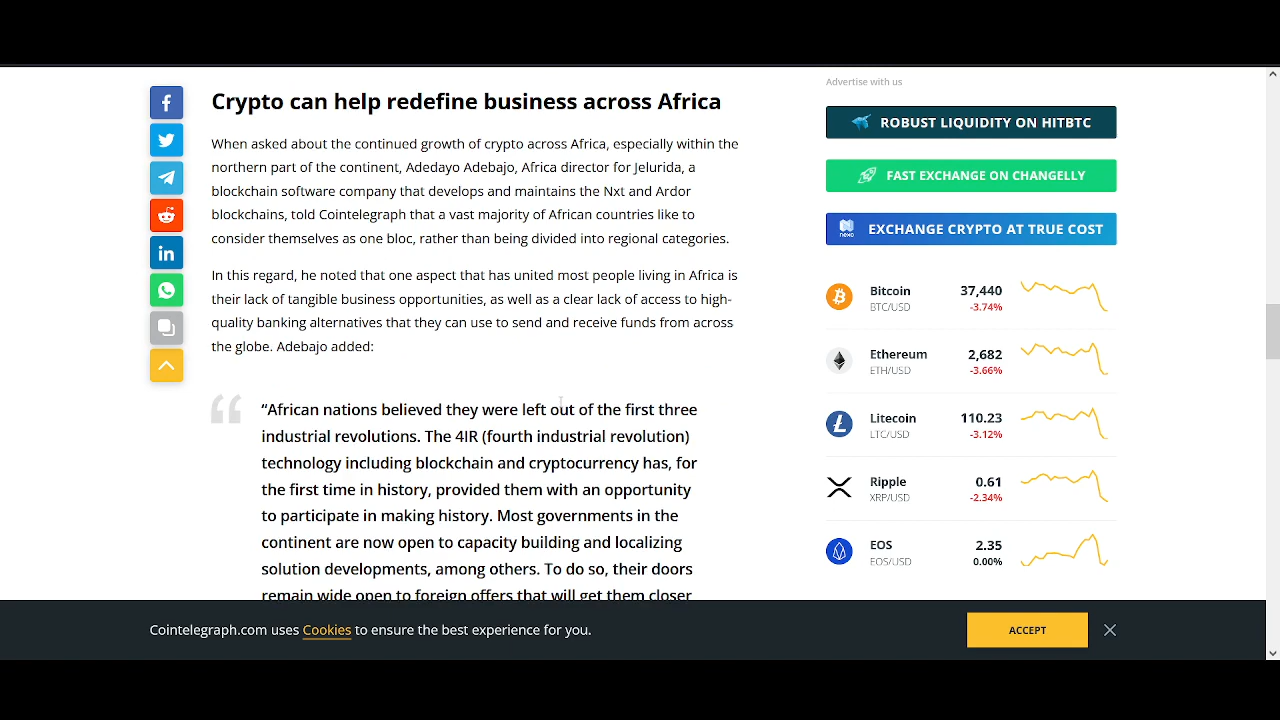 Crypto can help redefine business across Africa
When asked about the continued growth of crypto across Africa, especially within the
northern part of the continent, Adedayo Adebajo, Africa director for Jelurida, a
blockchain software company that develops and maintains the Nxt and Ardor
blockchains, told Cointelegraph that a vast majority of African countries like to
consider themselves as one bloc, rather than being divided into regional categories.
In this regard, he noted that one aspect that has united most people living in Africa is
their lack of tangible business opportunities, as well as a clear lack of access to high-
quality banking alternatives that they can use to send and receive funds from across
the globe. Adebajo added:
“African nations believed they were left out of the first three
industrial revolutions. The 4IR (fourth industrial revolution)
technology including blockchain and cryptocurrency has, for
the first time in history, provided them with an opportunity
to participate in making history. Most governments in the
continent are now open to capacity building and localizing
solution developments, among others. To do so, their doors
remain wide open to foreign offers that will get them closer
Advertise with us
ROBUST LIQUIDITY ON HITBTC
FAST EXCHANGE ON CHANGELLY
nexo EXCHANGE CRYPTO AT TRUE COST
Bitcoin 37,440
BTC/USD -3.74%
Ethereum 2,682
ETH/USD -3.66%
Litecoin 110.23
LTC/USD -3.12%
Ripple 0.61
XRP/USD -2.34%
EOS 2.35
EOS/USD 0.00%
Cointelegraph.com uses Cookies to ensure the best experience for you.
ACCEPT